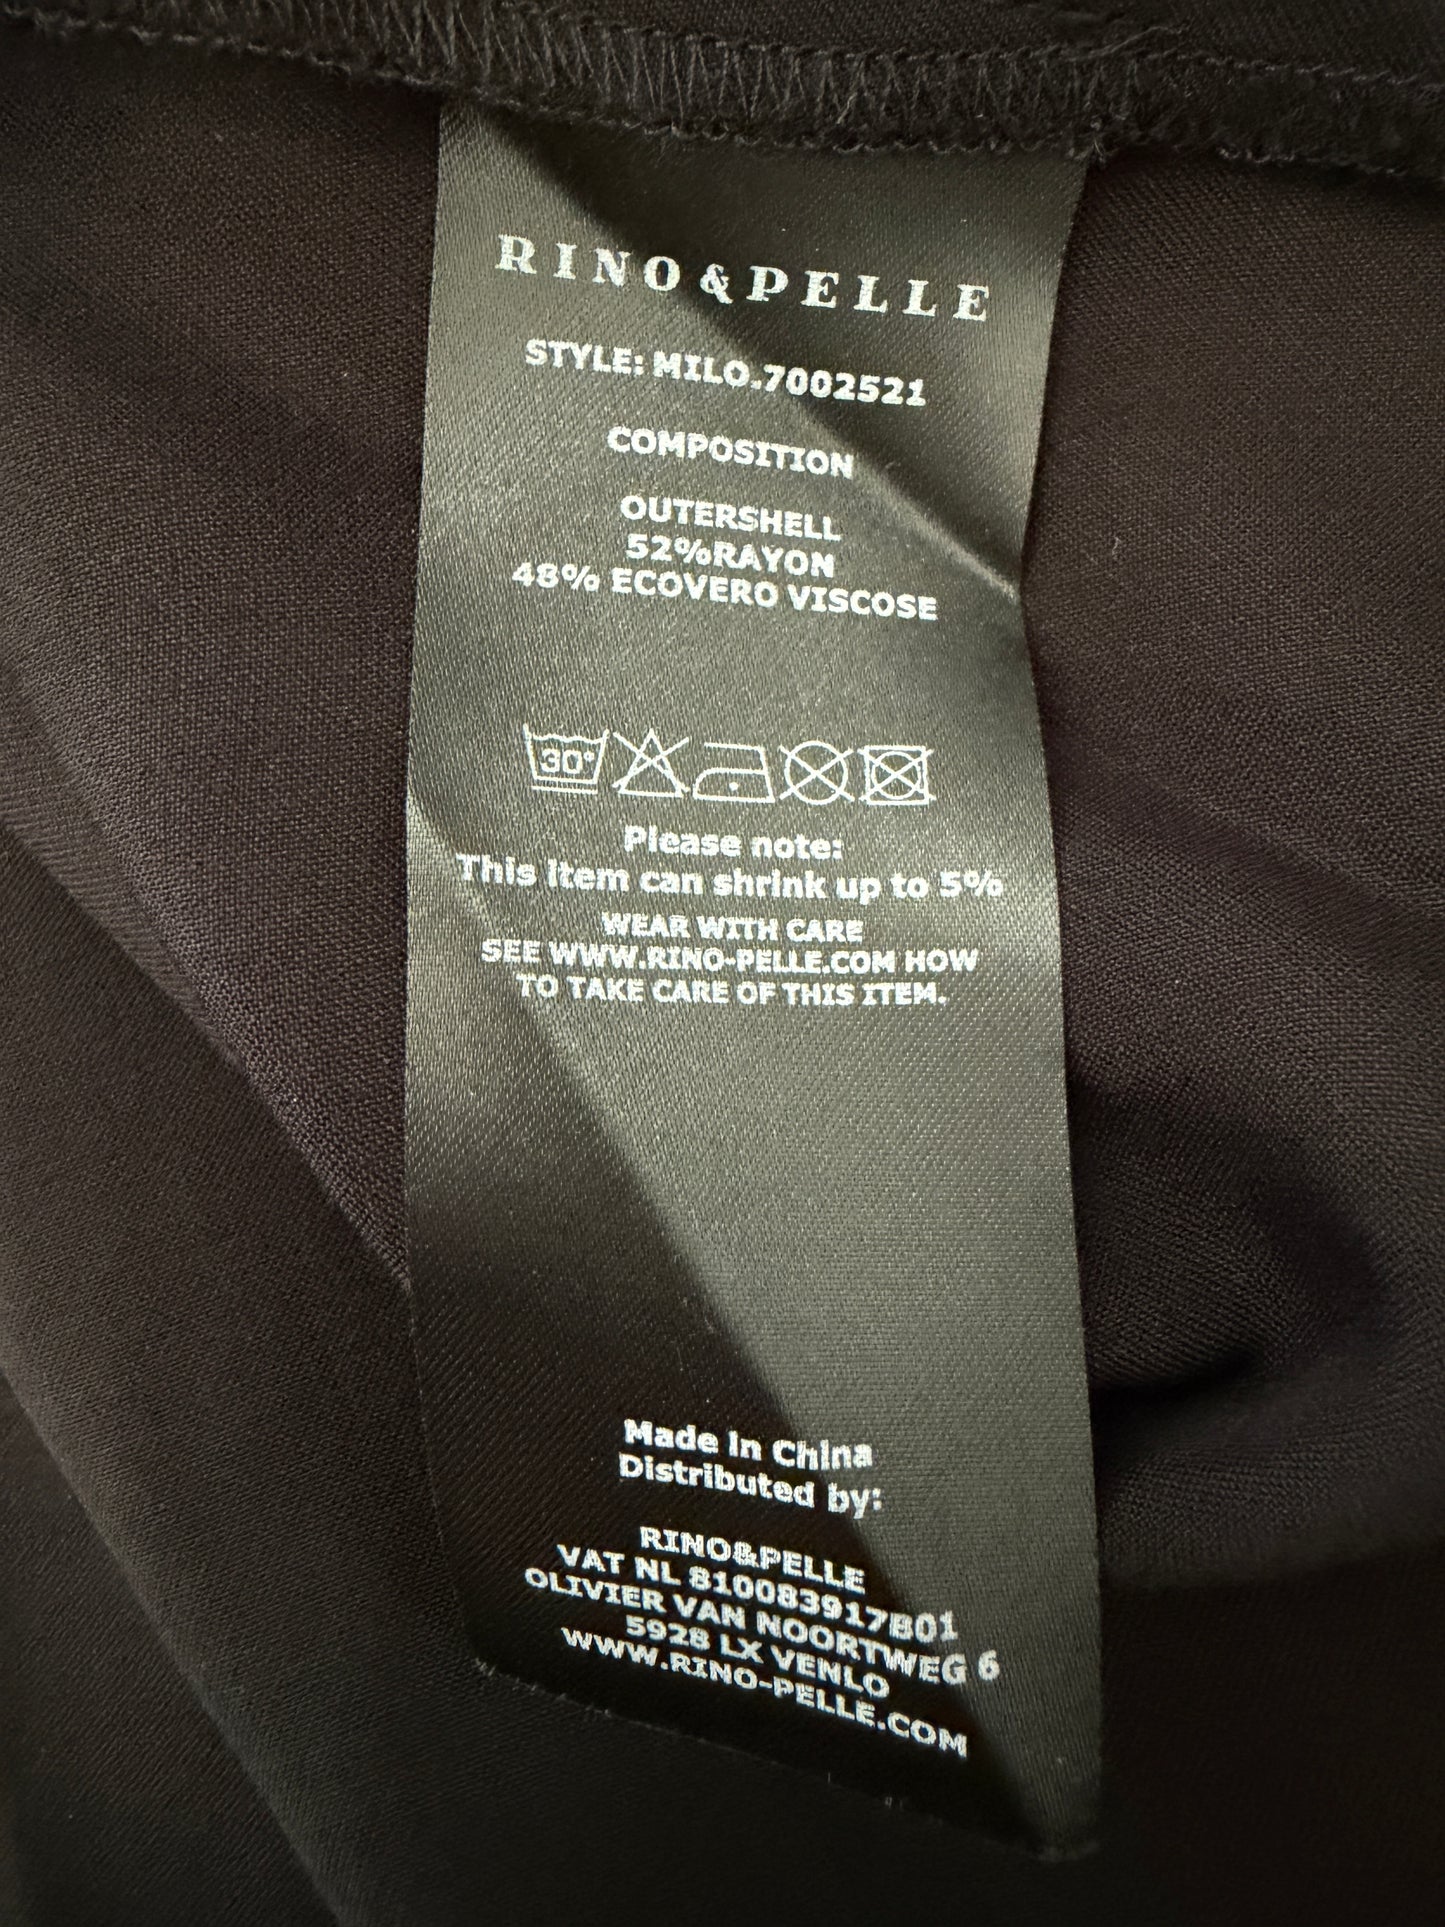 RINO&PELLE
STYLE: MILO.7002521
COMPOSITION
OUTERSHELL
52%RAYON
48% ECOVERO VISCOSE
30°
Please note:
This item can shrink up to 5%
WEAR WITH CARE
SEE WWW.RINO-PELLE.COM HOW
TO TAKE CARE OF THIS ITEM.
Made in China
Distributed by:
RINO&PELLE
VAT NL 810083917B01
OLIVIER VAN NOORTWEG 6
5928 LX VENLO
WWW.RINO-PELLE.COM